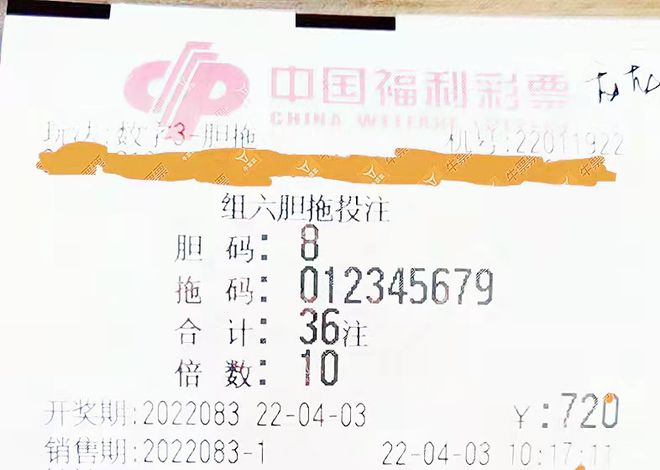 中国福利彩票
CHINA WELFARE LOTTERY
玩法:数字3-胆拖 机号:22011922
组六胆拖投注
胆 码: 8
拖 码: 012345679
合 计: 36注
倍 数: 10
开奖期:2022083 22-04-03 ¥:720
销售期:2022083-1 22-04-03 10:17:11